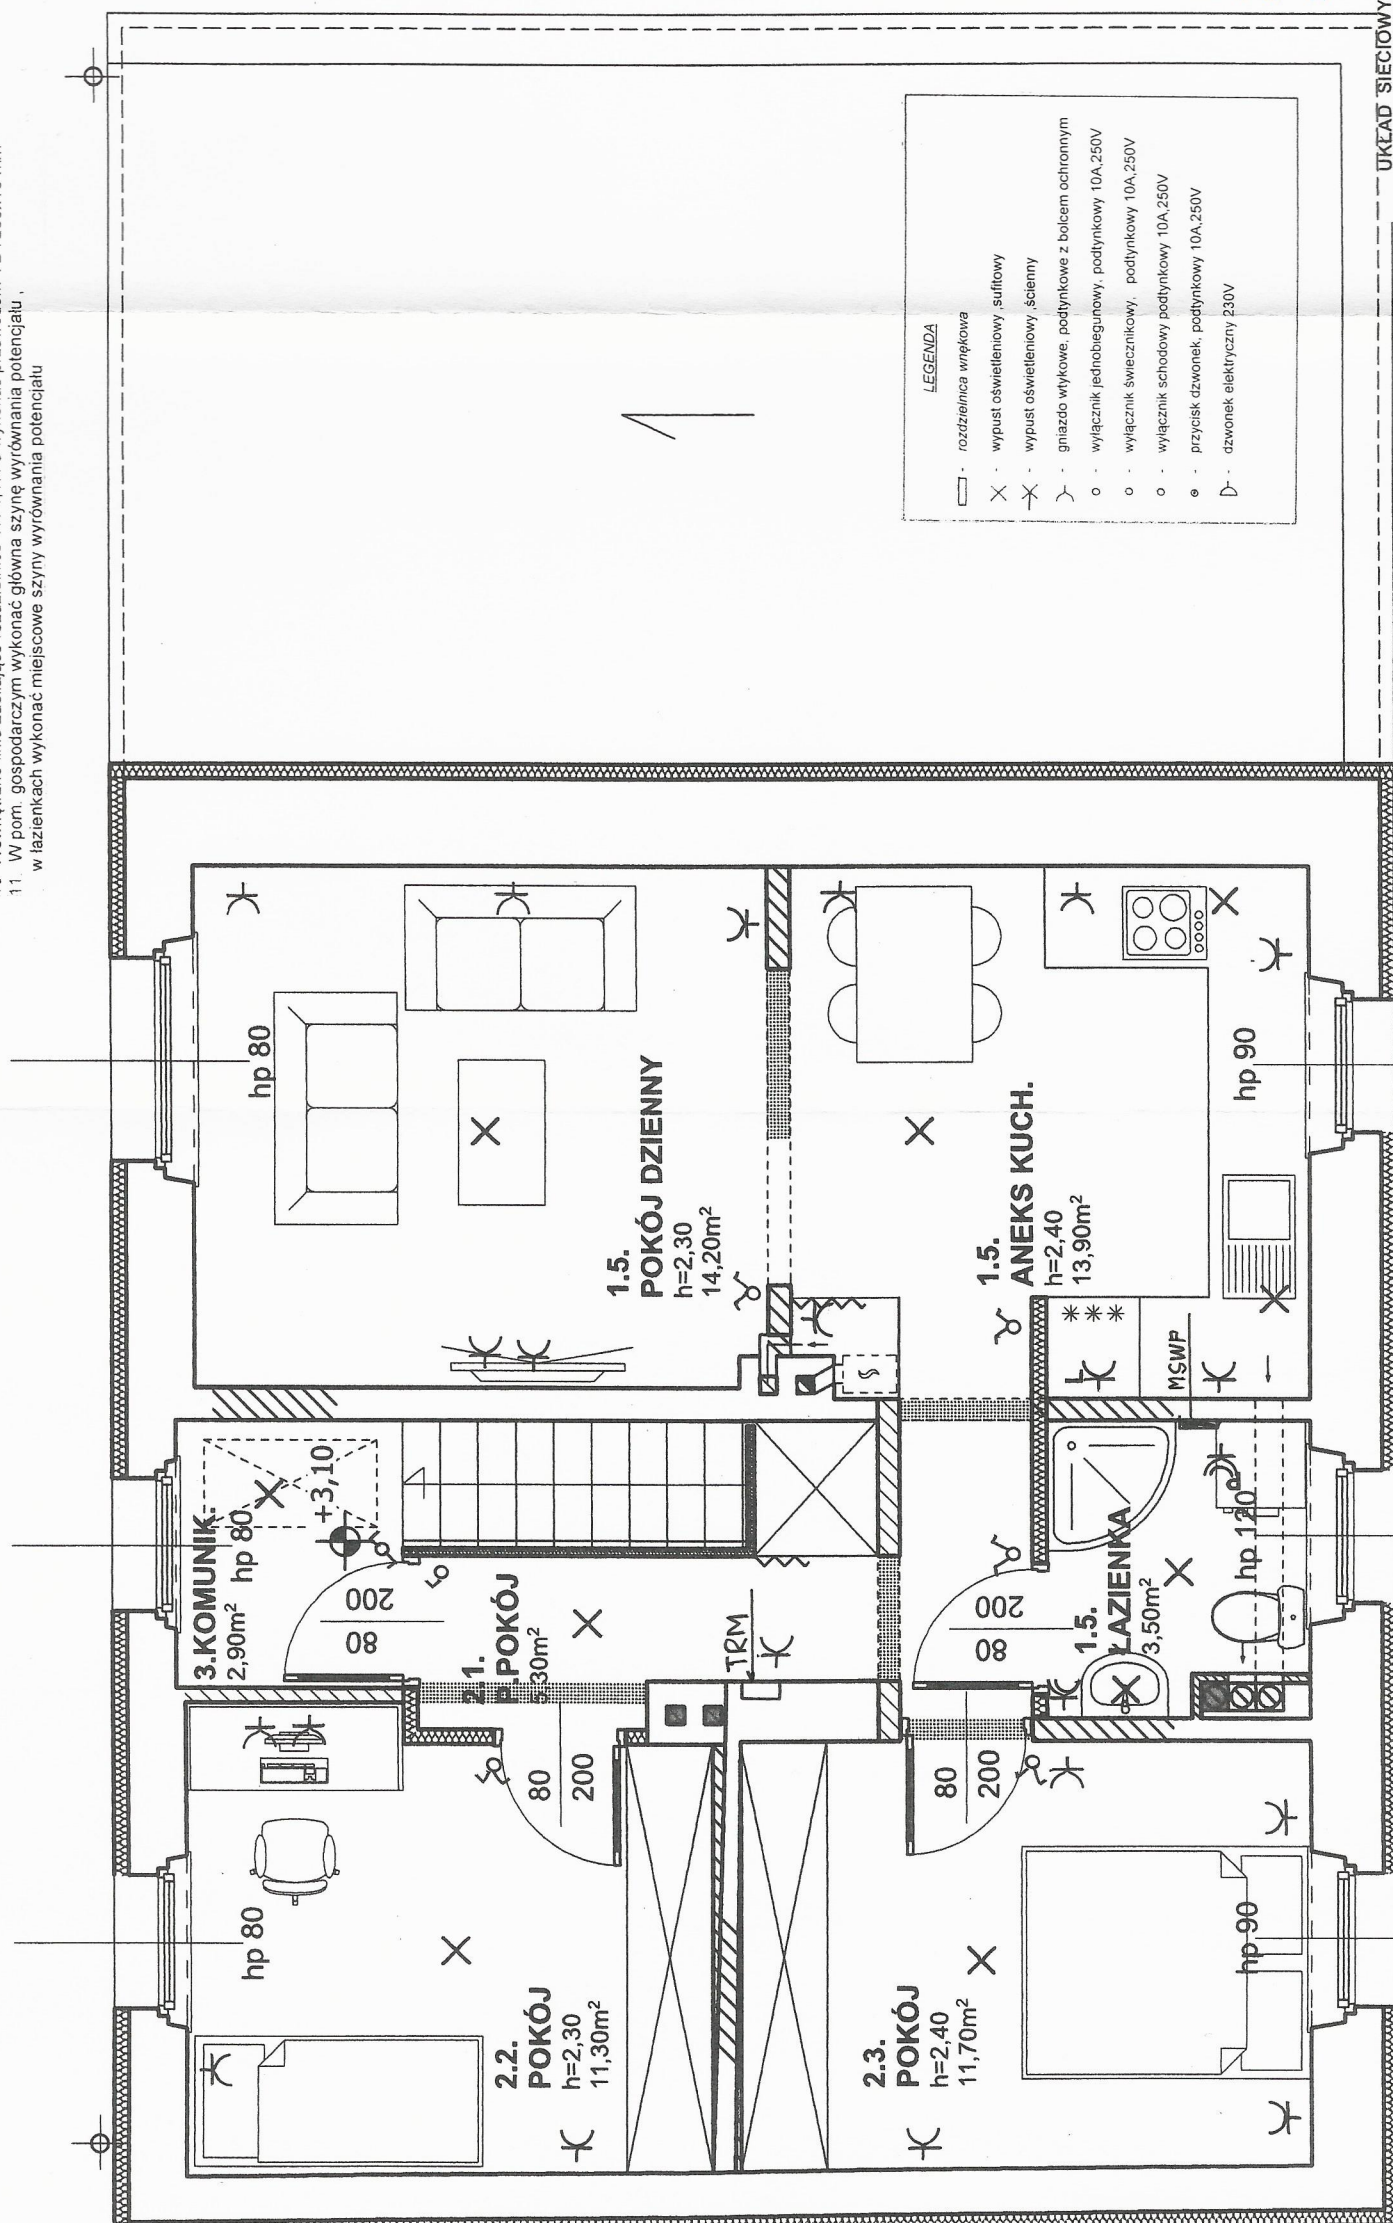 11. W pom. gospodarczym wykonać główna szynę wyrównania potencjału ,
w łazienkach wykonać miejscowe szyny wyrównania potencjału
UKŁAD SIECIOWY
LEGENDA
- rozdzielnica wnękowa
- wypust oświetleniowy ,sufitowy
- wypust oświetleniowy ,ścienny
- gniazdo wtykowe, podtynkowe z bolcem ochronnym
- wyłącznik jednobiegunowy, podtynkowy 10A,250V
- wyłącznik świecznikowy, podtynkowy 10A,250V
- wyłącznik schodowy podtynkowy 10A,250V
- przycisk dzwonek, podtynkowy 10A,250V
- dzwonek elektryczny 230V
hp 80
1.5.
POKÓJ DZIENNY
h=2,30
14,20m²
1.5.
ANEKS KUCH.
h=2,40
13,90m²
hp 90
L
MSWP
3.KOMUNIK.
2,90m²
hp 80
+3,10
80
200
2.1.
P.POKÓJ
5.30m²
TRM
80
200
1.5.
ŁAZIENKA
3,50m²
hp 120
hp 80
2.2.
POKÓJ
h=2,30
11,30m²
80
200
2.3.
POKÓJ
h=2,40
11,70m²
80
200
hp 90